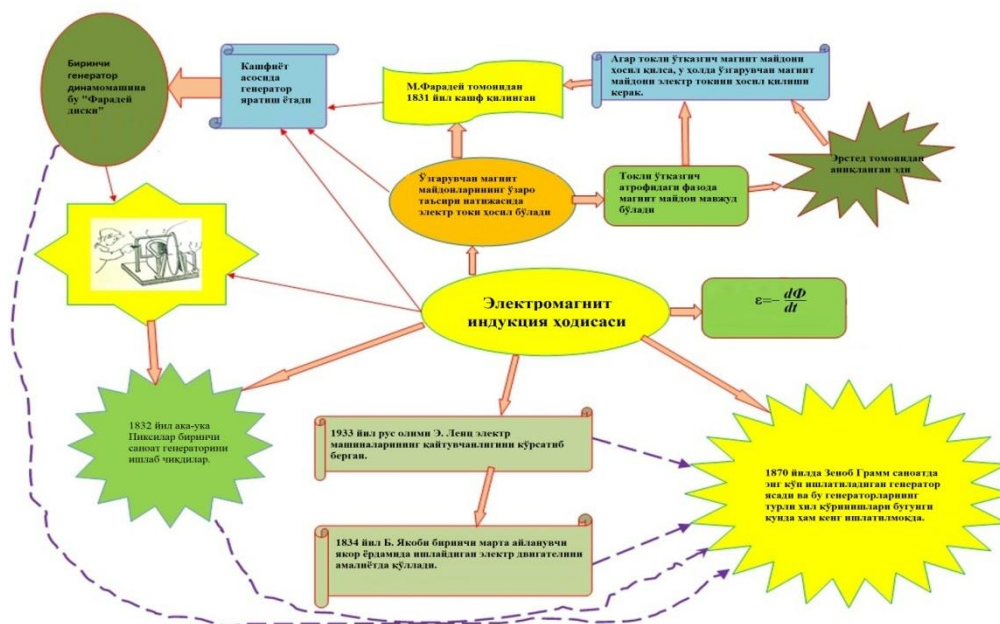 Биринчи
генератор
динамомашина
бу "Фарадей
диски"
Кашфиёт
асосида
генератор
яратиш ётади
М.Фарадей томонидан
1831 йил кашф қилинган
Агар токли ўтказгич магнит майдони
ҳосил қилса, у ҳолда ўзгарувчан магнит
майдони электр токини ҳосил қилиши
керак.
Ўзгарувчан магнит
майдонларининг ўзаро
таъсири натижасида
электр токи ҳосил бўлади
Токли ўтказгич
атрофидаги фазода
магнит майдон мавжуд
бўлади
Эрстед томонидан
аниқланган эди
Электромагнит
индукция ҳодисаси
ε=-dФ/dt
1832 йил ака-ука
Пиксилар биринчи
саноат генераторини
ишлаб чиқдилар.
1933 йил рус олими Э. Ленц электр
машиналарининг қайтувчанлигини кўрсатиб
берган.
1834 йил Б. Якоби биринчи марта айланувчи
якор ёрдамида ишлайдиган электр двигателини
амалиётда қўллади.
1870 йилда Зеноб Грамм саноатда
энг кўп ишлатиладиган генератор
ясади ва бу генераторларнинг
турли хил кўринишлари бугунги
кунда ҳам кенг ишлатилмоқда.